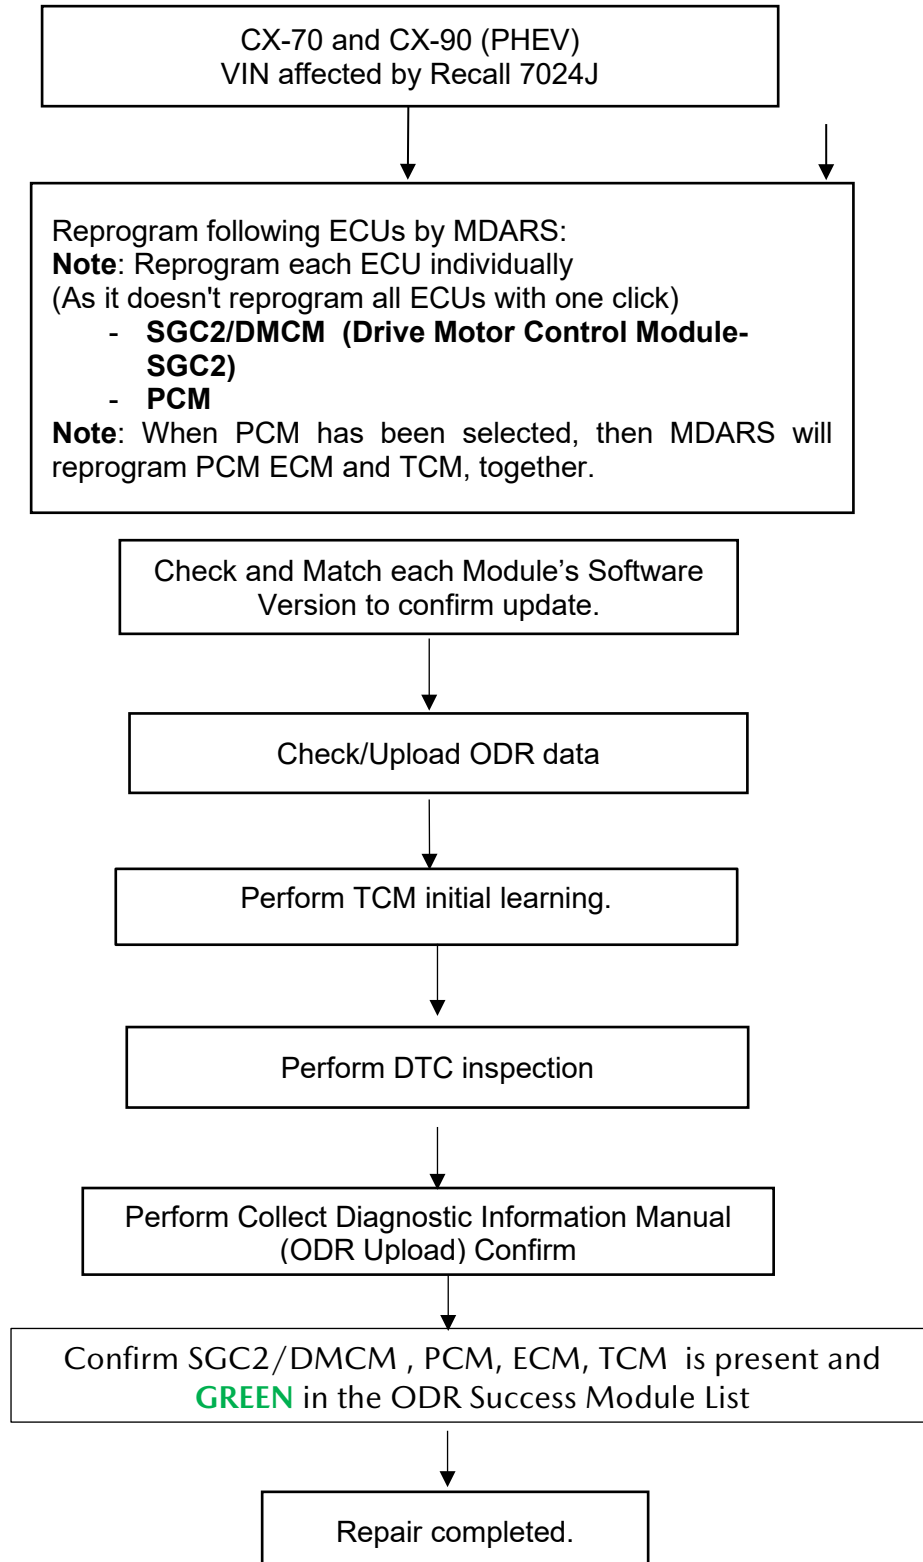 CX-70 and CX-90 (PHEV)
VIN affected by Recall 7024J
Reprogram following ECUs by MDARS:
Note: Reprogram each ECU individually
(As it doesn't reprogram all ECUs with one click)
- SGC2/DMCM (Drive Motor Control Module-
SGC2)
- PCM
Note: When PCM has been selected, then MDARS will
reprogram PCM ECM and TCM, together.
Check and Match each Module’s Software
Version to confirm update.
Check/Upload ODR data
Perform TCM initial learning.
Perform DTC inspection
Perform Collect Diagnostic Information Manual
(ODR Upload) Confirm
Confirm SGC2/DMCM , PCM, ECM, TCM is present and
GREEN in the ODR Success Module List
Repair completed.